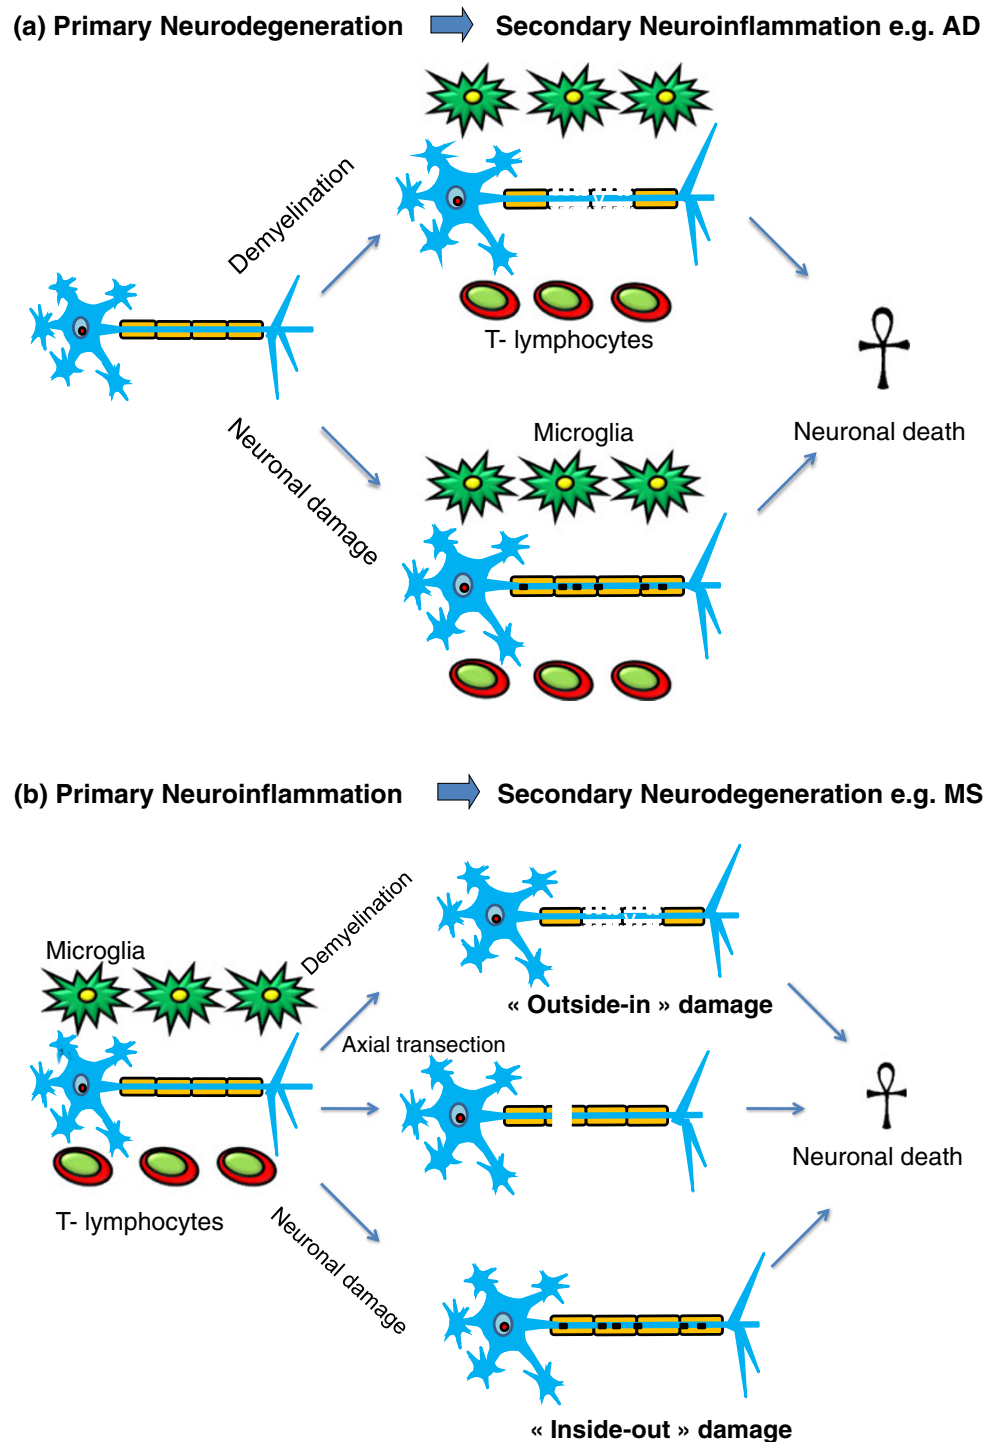 (a) Primary Neurodegeneration Secondary Neuroinflammation e.g. AD
Demyelination
T- lymphocytes
Neuronal damage
Microglia
Neuronal death
(b) Primary Neuroinflammation Secondary Neurodegeneration e.g. MS
Demyelination
Microglia
« Outside-in » damage
Axial transection
Neuronal death
T- lymphocytes
Neuronal damage
« Inside-out » damage